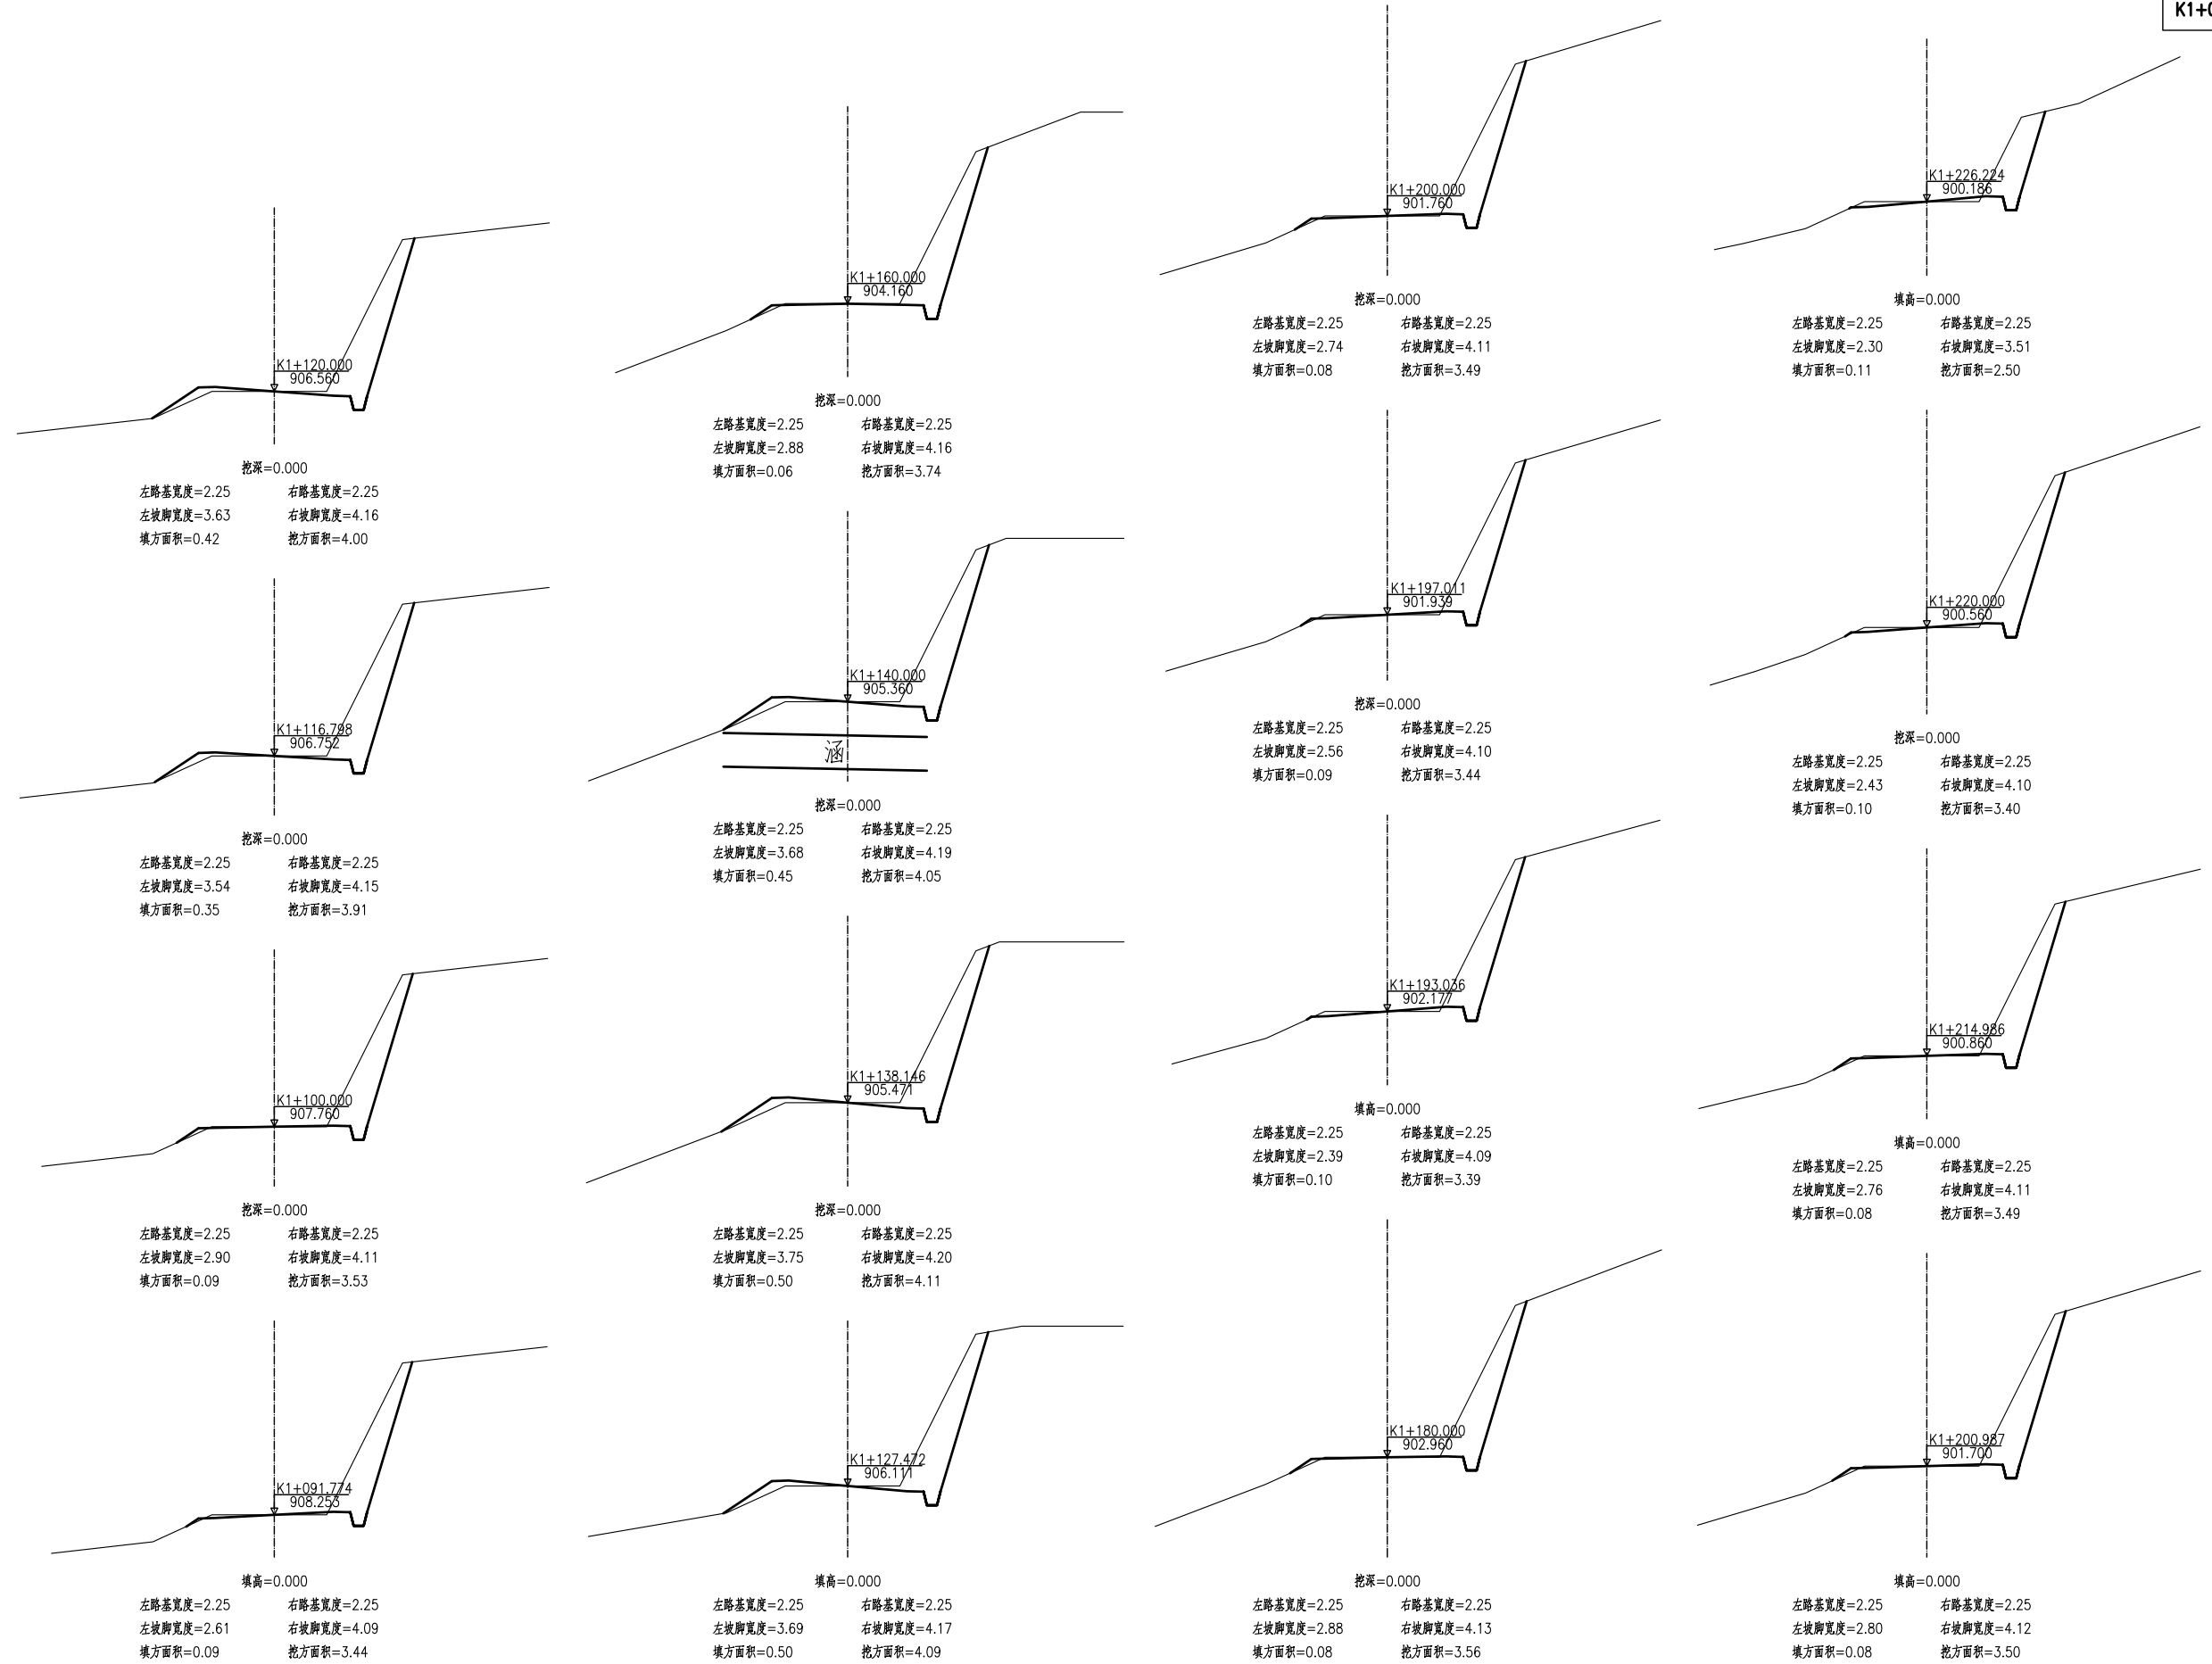 K1+0
K1+120.000
906.560
挖深=0.000
左路基宽度=2.25 右路基宽度=2.25
左坡脚宽度=3.63 右坡脚宽度=4.16
填方面积=0.42 挖方面积=4.00
K1+116.798
906.752
挖深=0.000
左路基宽度=2.25 右路基宽度=2.25
左坡脚宽度=3.54 右坡脚宽度=4.15
填方面积=0.35 挖方面积=3.91
K1+100.000
907.760
挖深=0.000
左路基宽度=2.25 右路基宽度=2.25
左坡脚宽度=2.90 右坡脚宽度=4.11
填方面积=0.09 挖方面积=3.53
K1+091.774
908.253
填高=0.000
左路基宽度=2.25 右路基宽度=2.25
左坡脚宽度=2.61 右坡脚宽度=4.09
填方面积=0.09 挖方面积=3.44
K1+160.000
904.160
挖深=0.000
左路基宽度=2.25 右路基宽度=2.25
左坡脚宽度=2.88 右坡脚宽度=4.16
填方面积=0.06 挖方面积=3.74
K1+140.000
905.360
涵
挖深=0.000
左路基宽度=2.25 右路基宽度=2.25
左坡脚宽度=3.68 右坡脚宽度=4.19
填方面积=0.45 挖方面积=4.05
K1+138.146
905.471
挖深=0.000
左路基宽度=2.25 右路基宽度=2.25
左坡脚宽度=3.75 右坡脚宽度=4.20
填方面积=0.50 挖方面积=4.11
K1+127.472
906.111
填高=0.000
左路基宽度=2.25 右路基宽度=2.25
左坡脚宽度=3.69 右坡脚宽度=4.17
填方面积=0.50 挖方面积=4.09
K1+200.000
901.760
挖深=0.000
左路基宽度=2.25 右路基宽度=2.25
左坡脚宽度=2.74 右坡脚宽度=4.11
填方面积=0.08 挖方面积=3.49
K1+197.011
901.939
挖深=0.000
左路基宽度=2.25 右路基宽度=2.25
左坡脚宽度=2.56 右坡脚宽度=4.10
填方面积=0.09 挖方面积=3.44
K1+193.036
902.177
填高=0.000
左路基宽度=2.25 右路基宽度=2.25
左坡脚宽度=2.39 右坡脚宽度=4.09
填方面积=0.10 挖方面积=3.39
K1+180.000
902.960
挖深=0.000
左路基宽度=2.25 右路基宽度=2.25
左坡脚宽度=2.88 右坡脚宽度=4.13
填方面积=0.08 挖方面积=3.56
K1+226.224
900.186
填高=0.000
左路基宽度=2.25 右路基宽度=2.25
左坡脚宽度=2.30 右坡脚宽度=3.51
填方面积=0.11 挖方面积=2.50
K1+220.000
900.560
挖深=0.000
左路基宽度=2.25 右路基宽度=2.25
左坡脚宽度=2.43 右坡脚宽度=4.10
填方面积=0.10 挖方面积=3.40
K1+214.986
900.860
填高=0.000
左路基宽度=2.25 右路基宽度=2.25
左坡脚宽度=2.76 右坡脚宽度=4.11
填方面积=0.08 挖方面积=3.49
K1+200.987
901.700
填高=0.000
左路基宽度=2.25 右路基宽度=2.25
左坡脚宽度=2.80 右坡脚宽度=4.12
填方面积=0.08 挖方面积=3.50